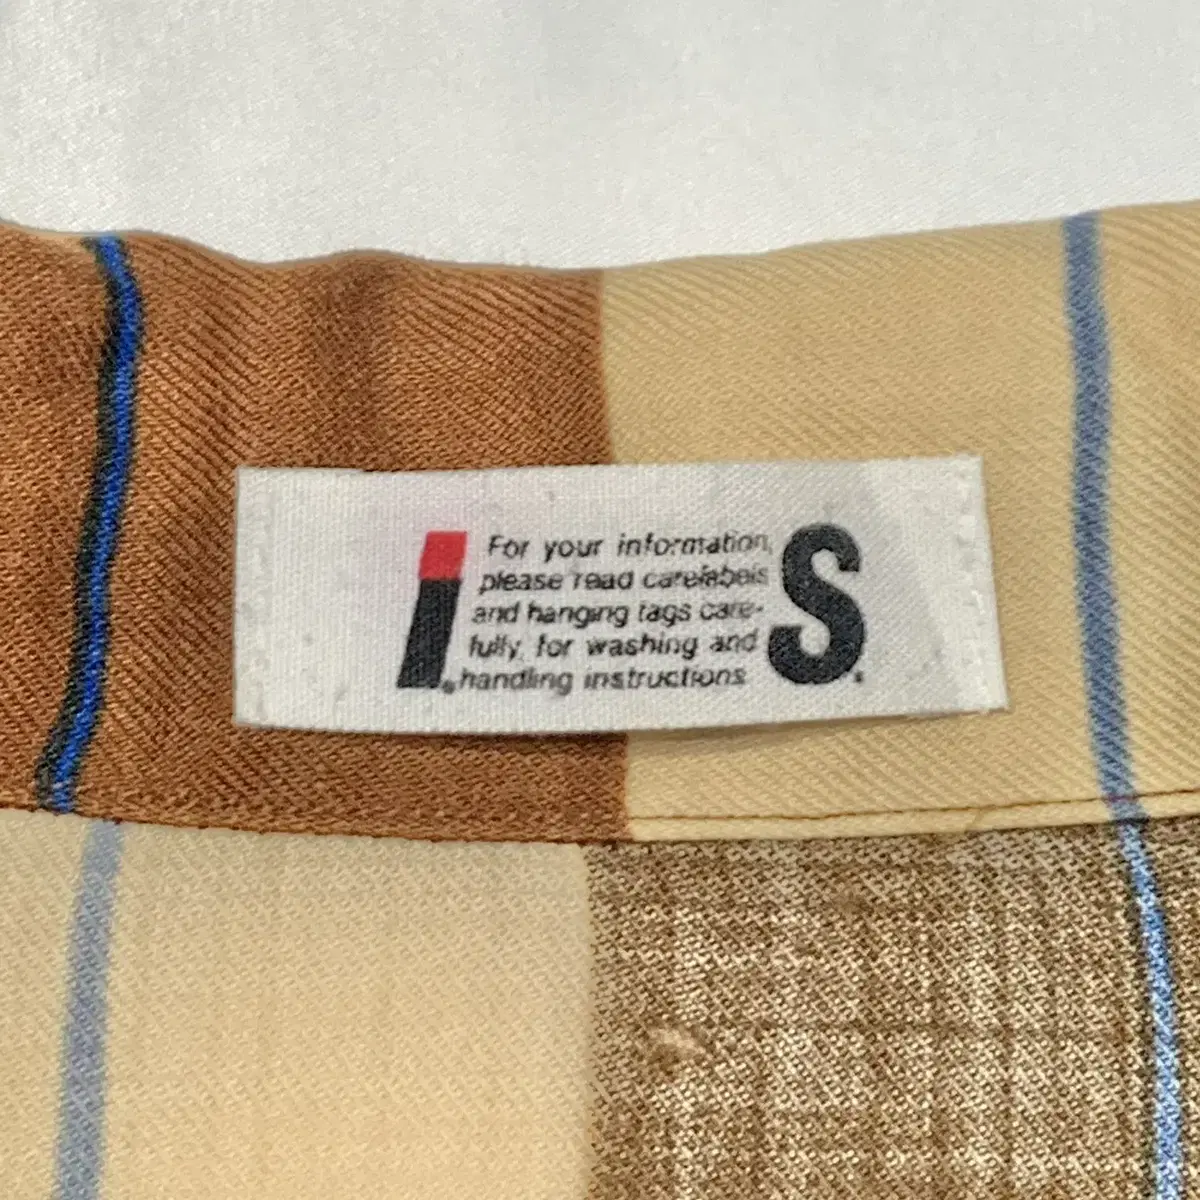 I.S.
For your information,
please read carelabels
and hanging tags care-
fully, for washing and
handling instructions